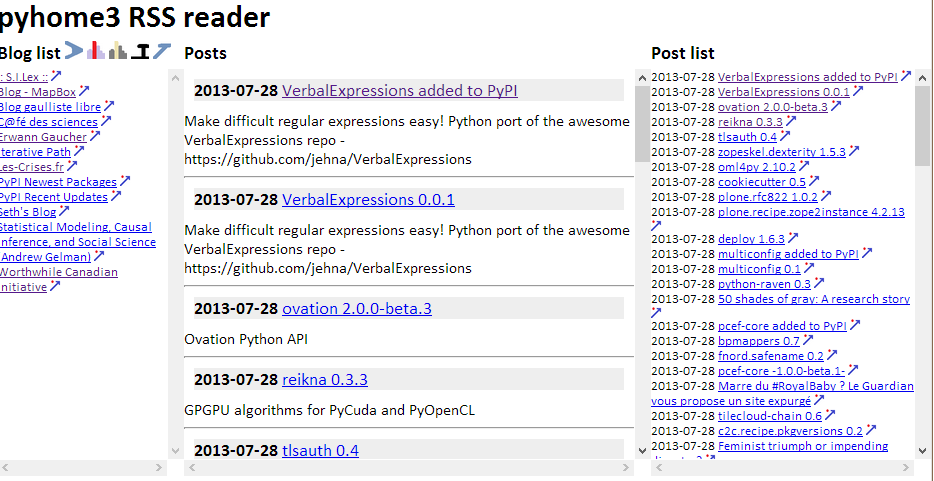 pyhome3 RSS reader
Blog list
:: S.I.Lex ::
Blog - MapBox
Blog gaulliste libre
C@fé des sciences
Erwann Gaucher
Iterative Path
Les-Crises.fr
PyPI Newest Packages
PyPI Recent Updates
Seth's Blog
Statistical Modeling, Causal
Inference, and Social Science
(Andrew Gelman)
Worthwhile Canadian
Initiative
Posts
2013-07-28 VerbalExpressions added to PyPI
Make difficult regular expressions easy! Python port of the awesome
VerbalExpressions repo -
https://github.com/jehna/VerbalExpressions
2013-07-28 VerbalExpressions 0.0.1
Make difficult regular expressions easy! Python port of the awesome
VerbalExpressions repo -
https://github.com/jehna/VerbalExpressions
2013-07-28 ovation 2.0.0-beta.3
Ovation Python API
2013-07-28 reikna 0.3.3
GPGPU algorithms for PyCuda and PyOpenCL
2013-07-28 tlsauth 0.4
Post list
2013-07-28 VerbalExpressions added to PyPI
2013-07-28 VerbalExpressions 0.0.1
2013-07-28 ovation 2.0.0-beta.3
2013-07-28 reikna 0.3.3
2013-07-28 tlsauth 0.4
2013-07-28 zopeskel.dexterity 1.5.3
2013-07-28 oml4py 2.10.2
2013-07-28 cookiecutter 0.5
2013-07-28 plone.rfc822 1.0.2
2013-07-28 plone.recipe.zope2instance 4.2.13
2013-07-28 deploy 1.6.3
2013-07-28 multiconfig added to PyPI
2013-07-28 multiconfig 0.1
2013-07-28 python-raven 0.3
2013-07-28 50 shades of gray: A research story
2013-07-28 pcef-core added to PyPI
2013-07-28 bpmappers 0.7
2013-07-28 fnord.safename 0.2
2013-07-28 pcef-core -1.0.0-beta.1-
2013-07-28 Marre du #RoyalBaby ? Le Guardian
vous propose un site expurgé
2013-07-28 tilecloud-chain 0.6
2013-07-28 c2c.recipe.pkgversions 0.2
2013-07-28 Feminist triumph or impending